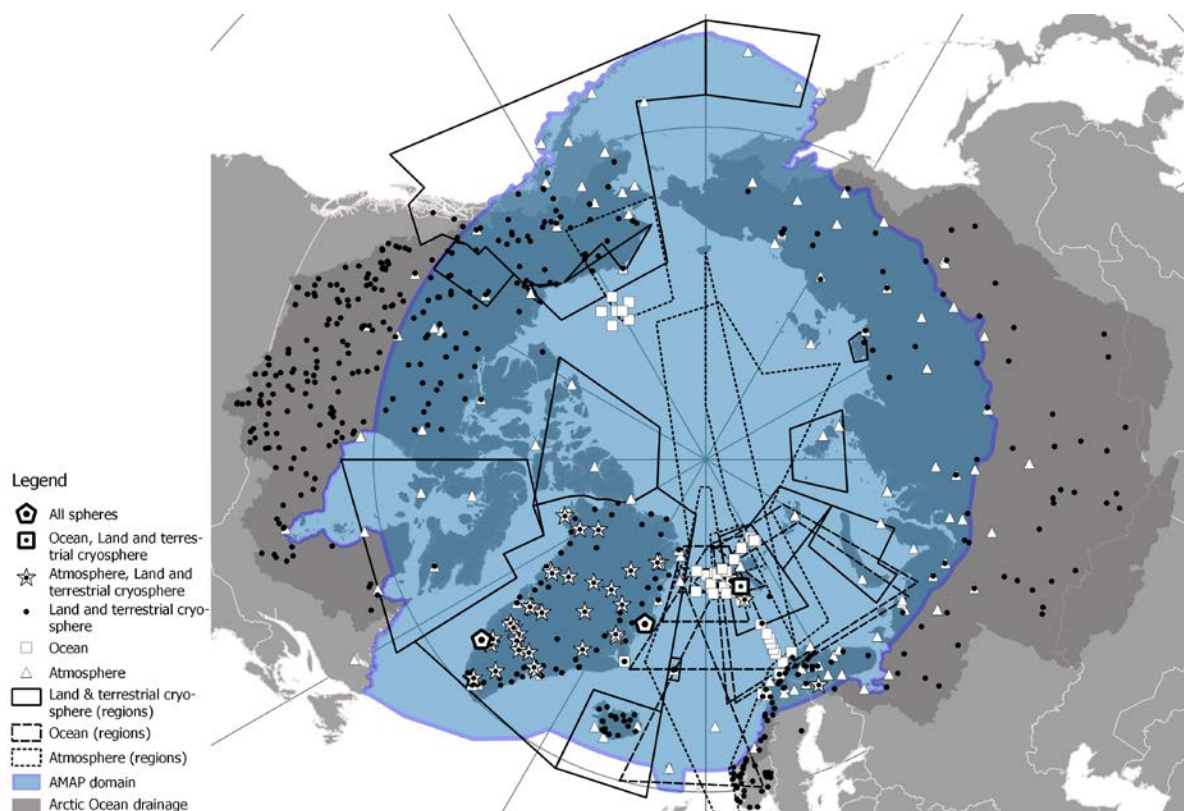 Legend
All spheres
Ocean, Land and terres-
trial cryosphere
Atmosphere, Land and
terrestrial cryosphere
Land and terrestrial cryo-
sphere
Ocean
Atmosphere
Land & terrestrial cryo-
sphere (regions)
Ocean (regions)
Atmosphere (regions)
AMAP domain
Arctic Ocean drainage